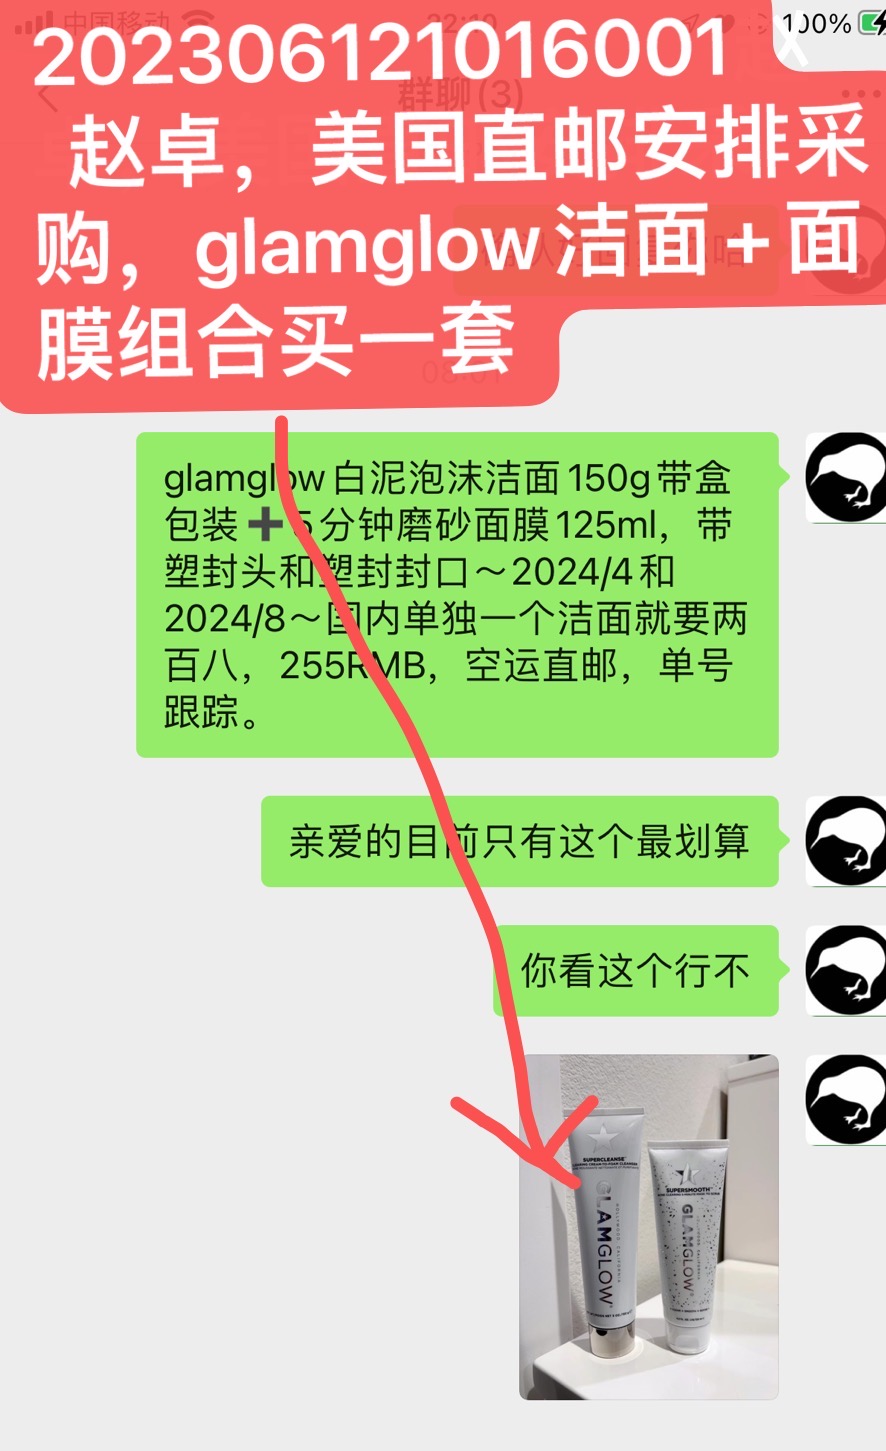 中国移动
22:10
100%
202306121016001
群聊(3)
赵卓，美国直邮安排采
购，glamglow洁面+面
膜组合买一套
glamglow白泥泡沫洁面150g带盒
包装➕5分钟磨砂面膜125ml，带
塑封头和塑封封口～2024/4和
2024/8～国内单独一个洁面就要两
百八，255RMB，空运直邮，单号
跟踪。
亲爱的目前只有这个最划算
你看这个行不
SUPERCLEANSE
GLAMGLOW
HOLLYWOOD, CALIFORNIA
SUPERSMOOTH
GLAMGLOW